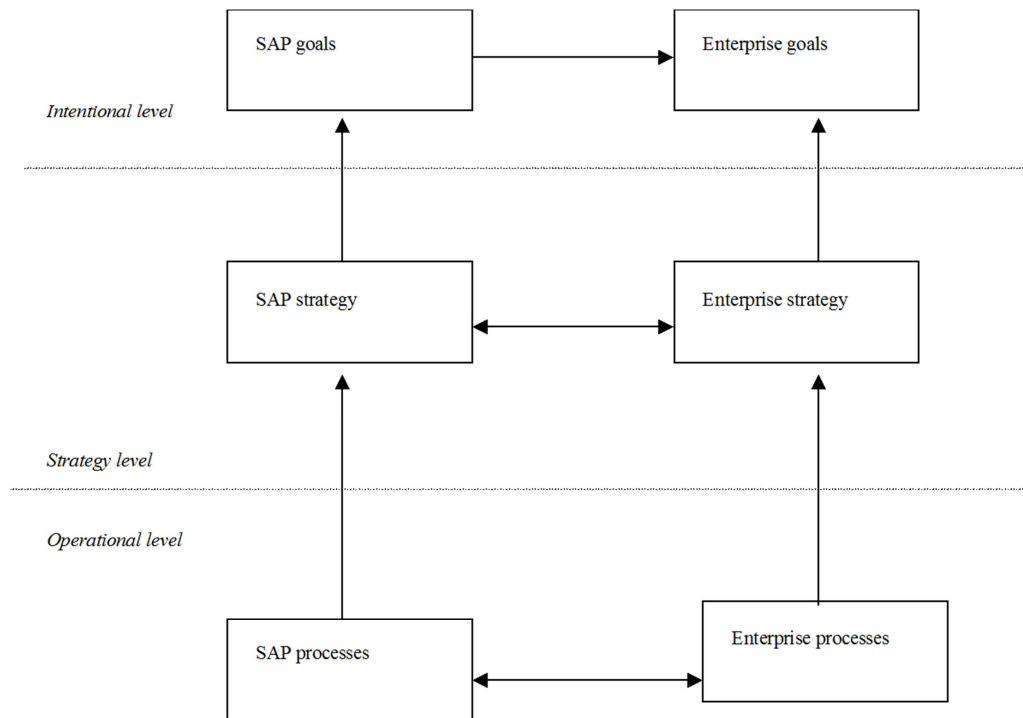 SAP goals
Enterprise goals
Intentional level
SAP strategy
Enterprise strategy
Strategy level
Operational level
Enterprise processes
SAP processes